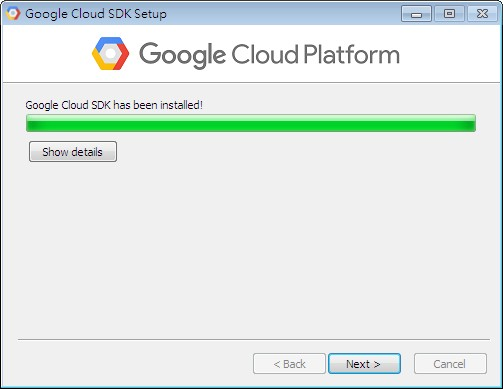 Google Cloud SDK Setup
Google Cloud Platform
Google Cloud SDK has been installed!
Show details
< Back
Next >
Cancel